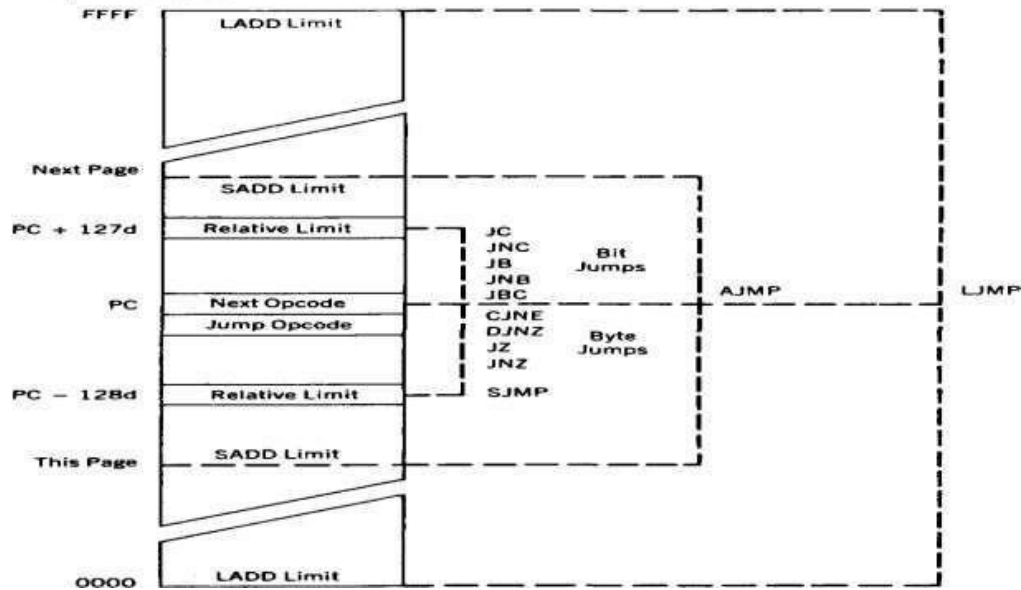 FFFF
LADD Limit
Next Page
SADD Limit
PC + 127d
Relative Limit
JC
JNC
JB
JNB
JBC
Bit
Jumps
PC
Next Opcode
AJMP
LJMP
Jump Opcode
CJNE
DJNZ
JZ
JNZ
Byte
Jumps
PC − 128d
Relative Limit
SJMP
This Page
SADD Limit
0000
LADD Limit